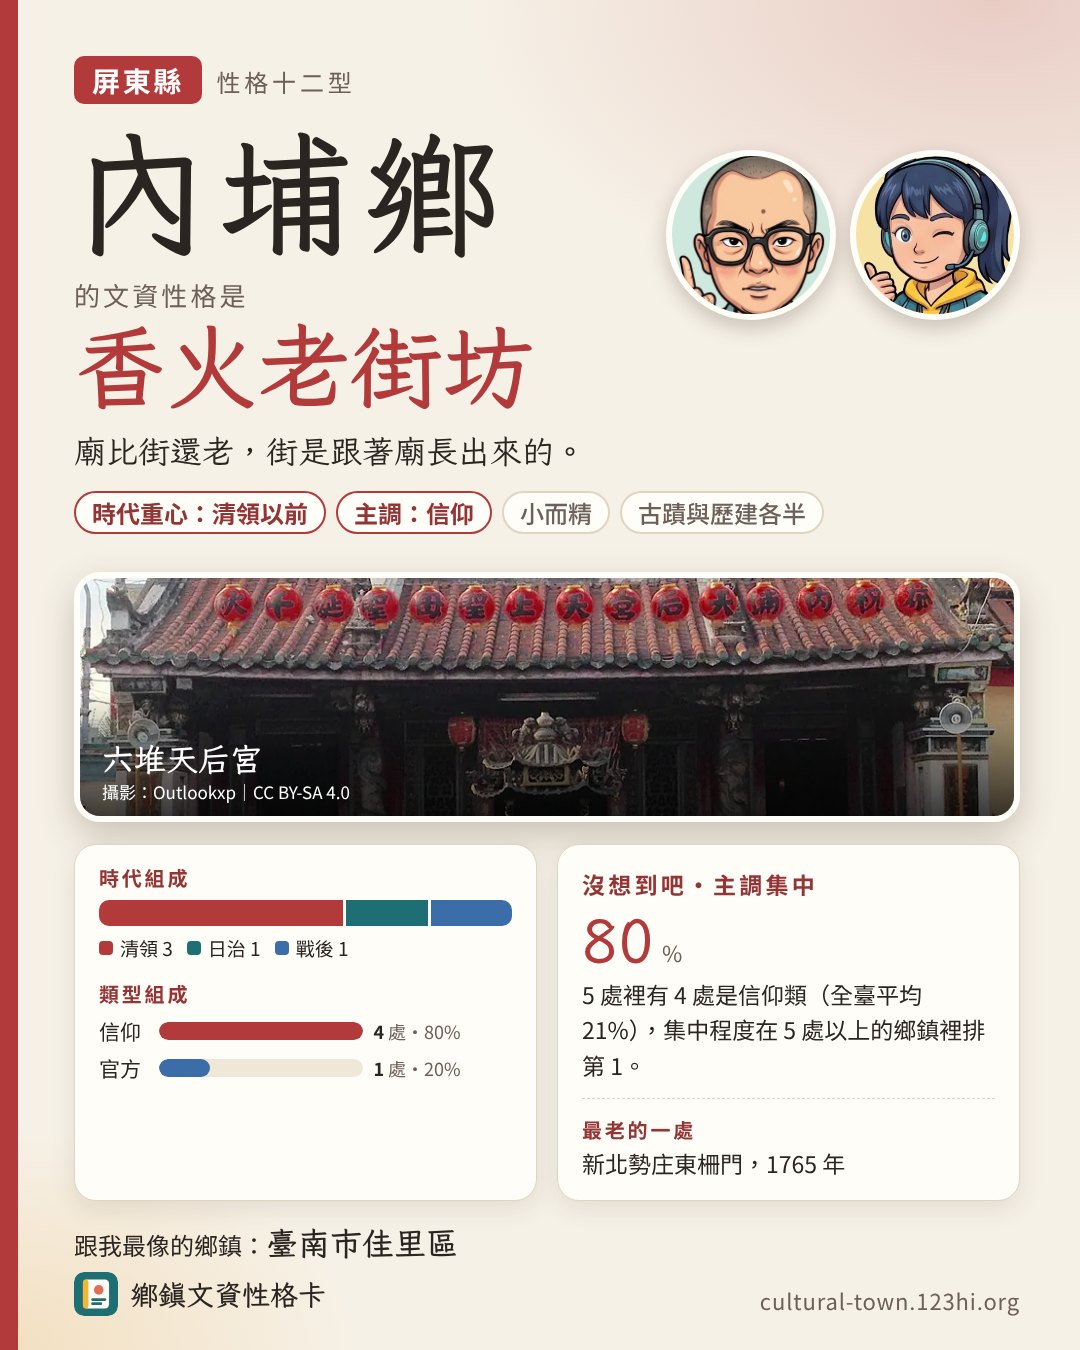 屏東縣 性格十二型
內埔鄉
的文資性格是
香火老街坊
廟比街還老，街是跟著廟長出來的。
時代重心：清領以前 主調：信仰 小而精 古蹟與歷建各半
六堆天后宮
攝影：Outlookxp｜CC BY-SA 4.0
時代組成
清領 3 日治 1 戰後 1
類型組成
信仰 4 處・80%
官方 1 處・20%
沒想到吧・主調集中
80 %
5 處裡有 4 處是信仰類（全臺平均
21%），集中程度在 5 處以上的鄉鎮裡排
第 1。
最老的一處
新北勢庄東柵門，1765 年
跟我最像的鄉鎮：臺南市佳里區
鄉鎮文資性格卡
cultural-town.123hi.org